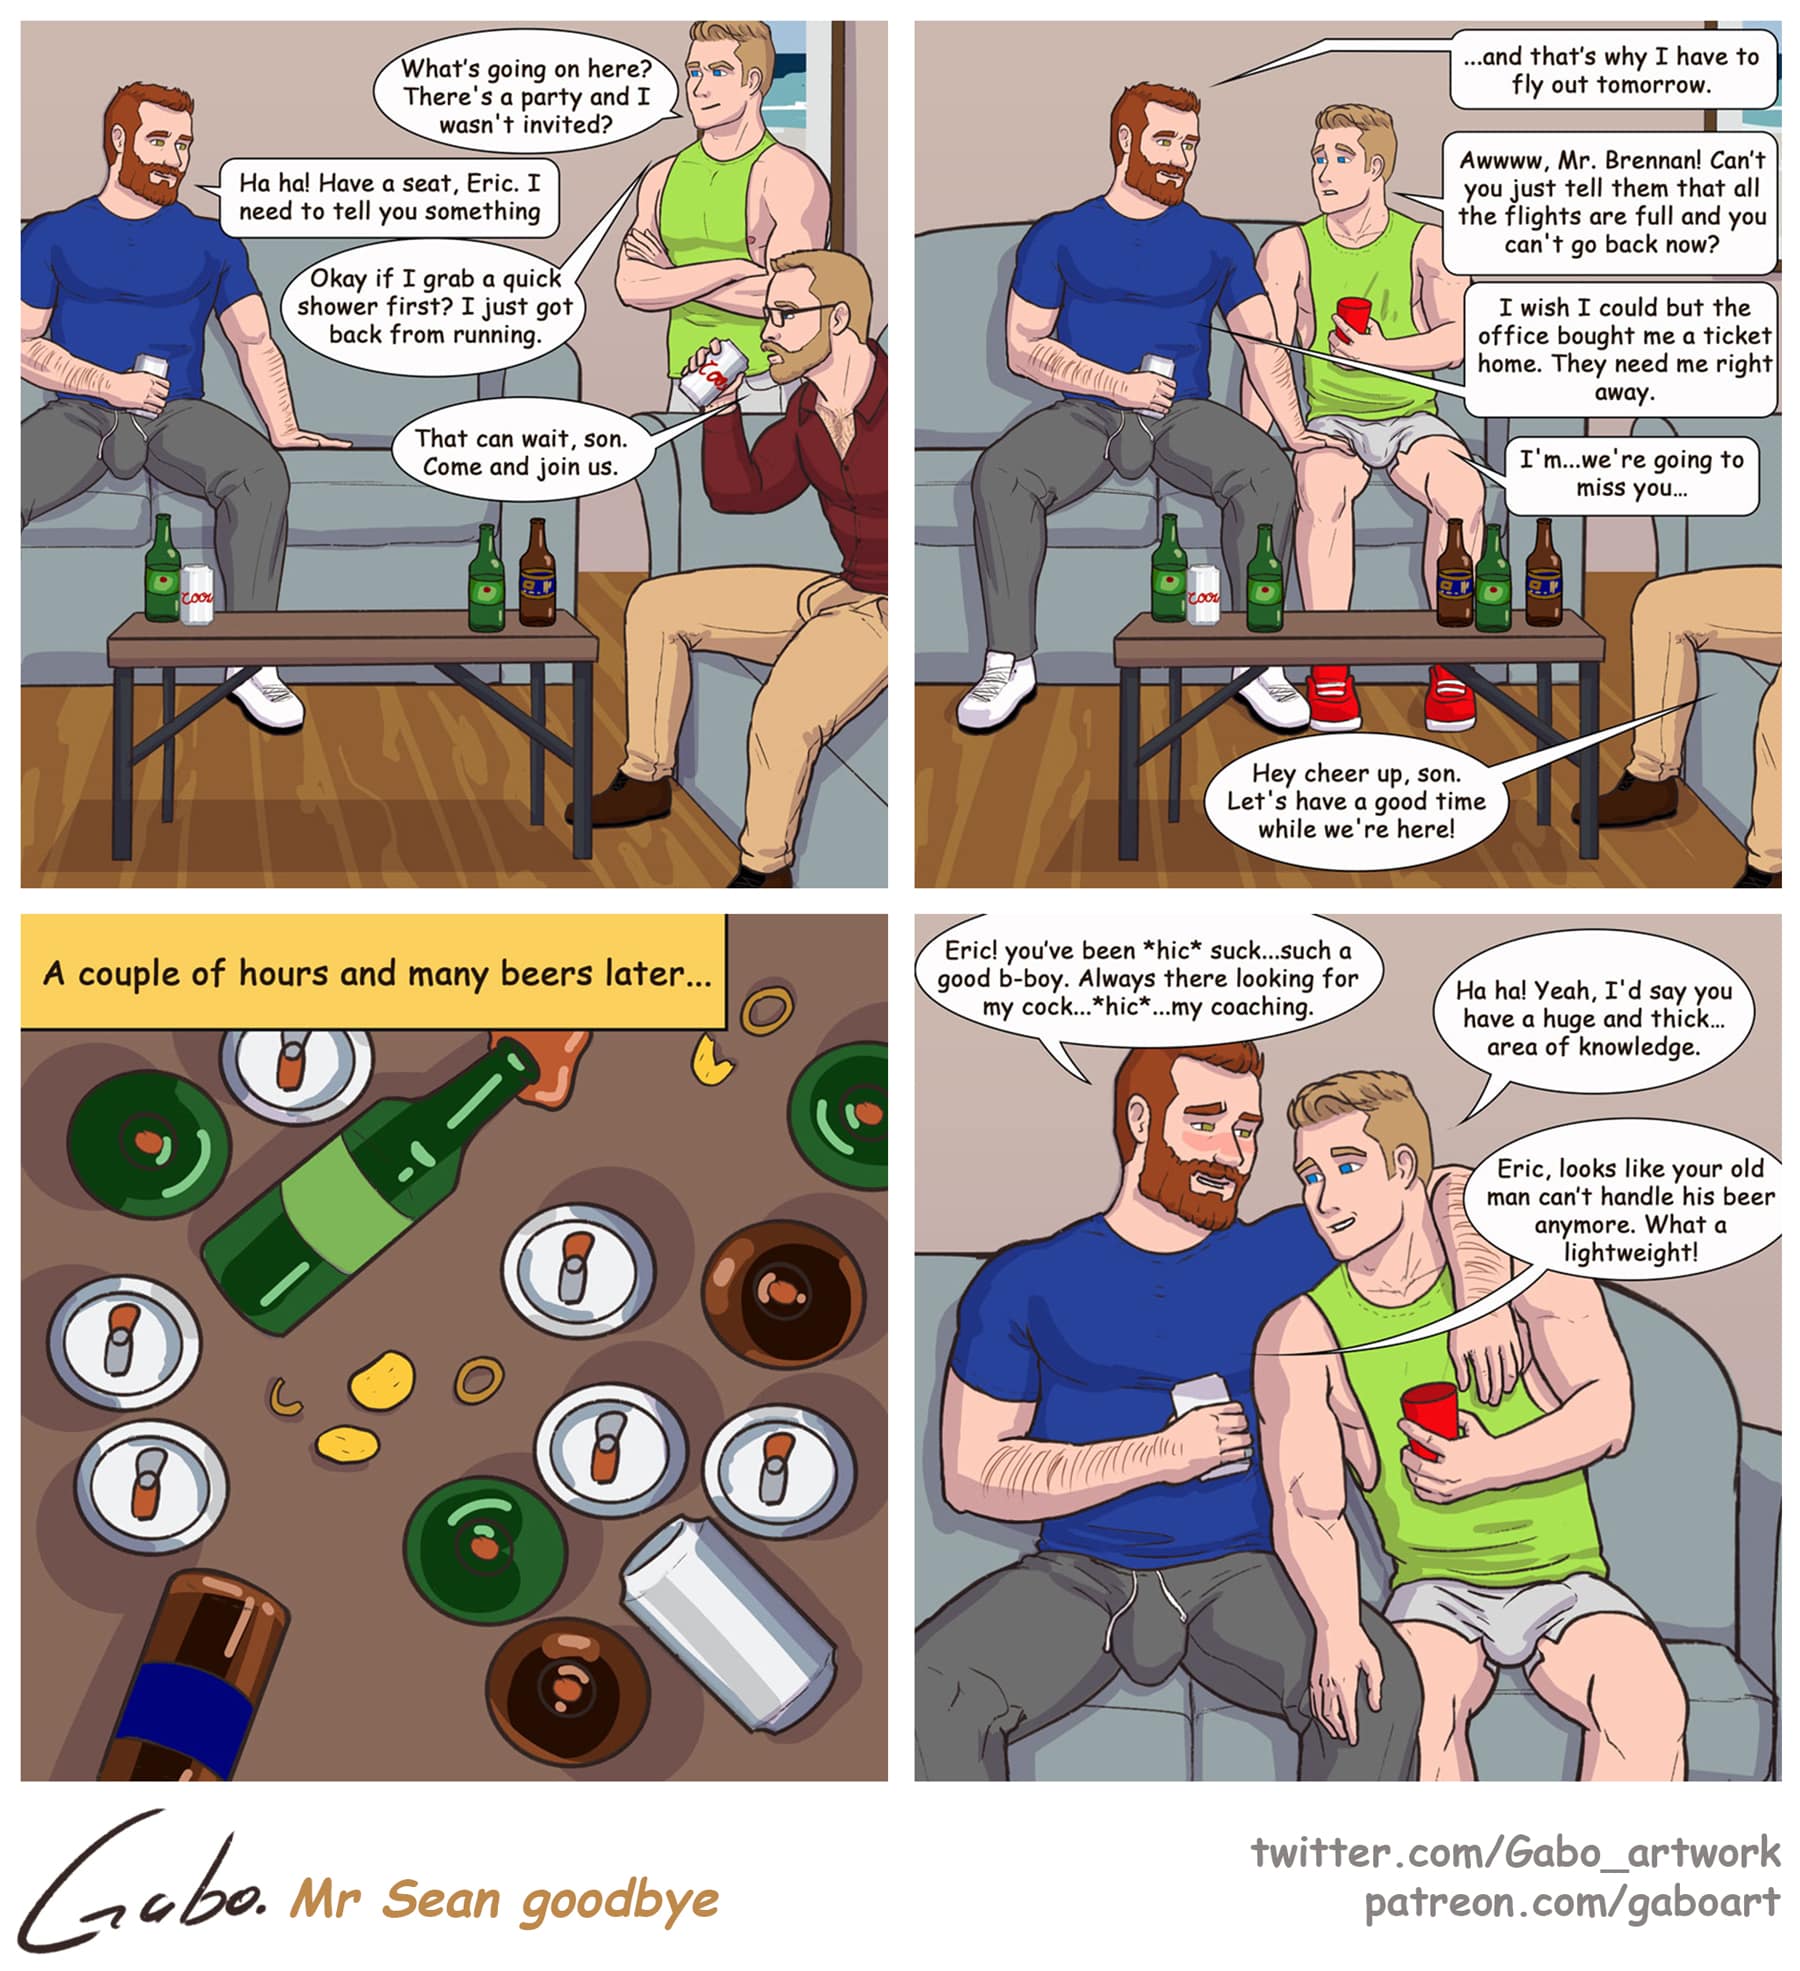 What's going on here?
There's a party and I
wasn't invited?
Ha ha! Have a seat, Eric. I
need to tell you something
Okay if I grab a quick
shower first? I just got
back from running.
That can wait, son.
Come and join us.
COOL
COO
...and that's why I have to
fly out tomorrow.
Awwww, Mr. Brennan! Can't
you just tell them that all
the flights are full and you
can't go back now?
I wish I could but the
office bought me a ticket
home. They need me right
away.
I'm...we're going to
miss you...
COOL
Hey cheer up, son.
Let's have a good time
while we're here!
A couple of hours and many beers later...
Eric! you've been *hic* suck...such a
good b-boy. Always there looking for
my cock...*hic*...my coaching.
Ha ha! Yeah, I'd say you
have a huge and thick...
area of knowledge.
Eric, looks like your old
man can't handle his beer
anymore. What a
lightweight!
Gabo. Mr Sean goodbye
twitter.com/Gabo_artwork
patreon.com/gaboart